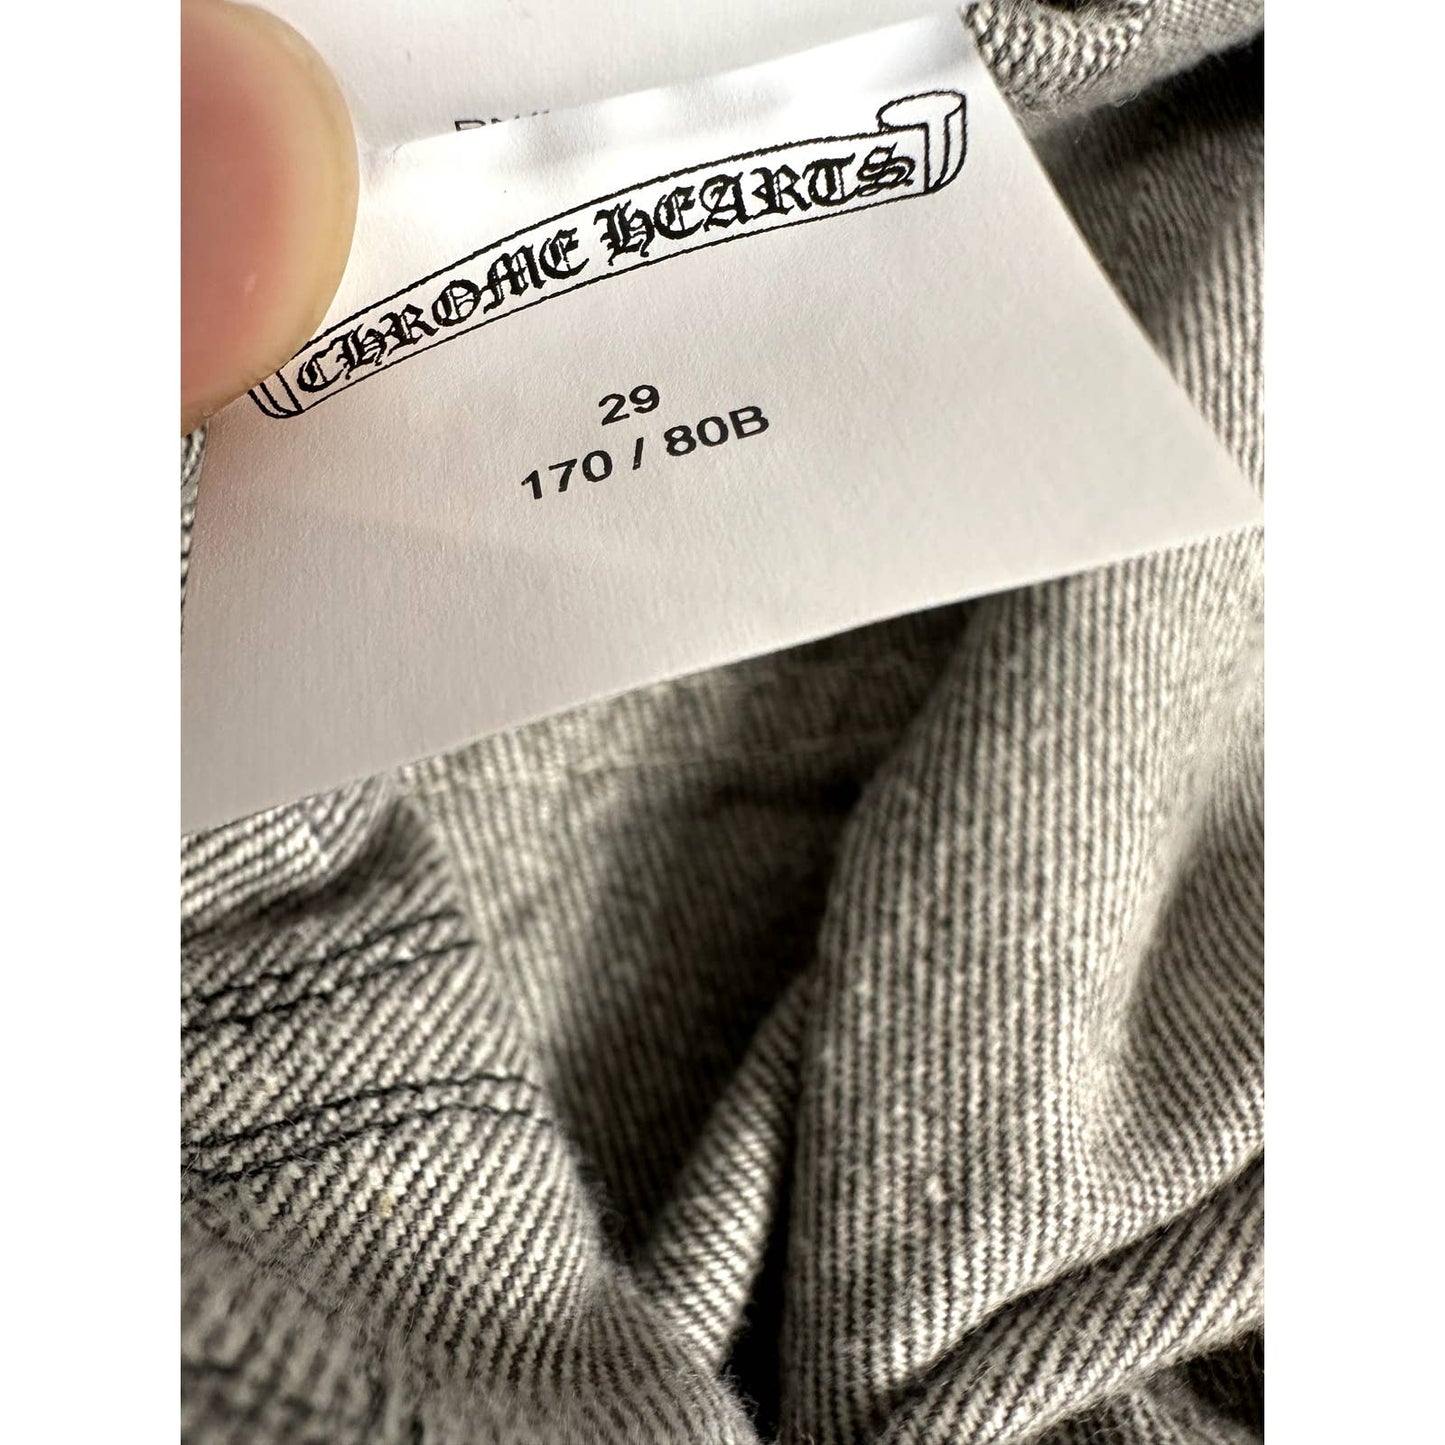 CHROME HEARTS
29
170 / 80B